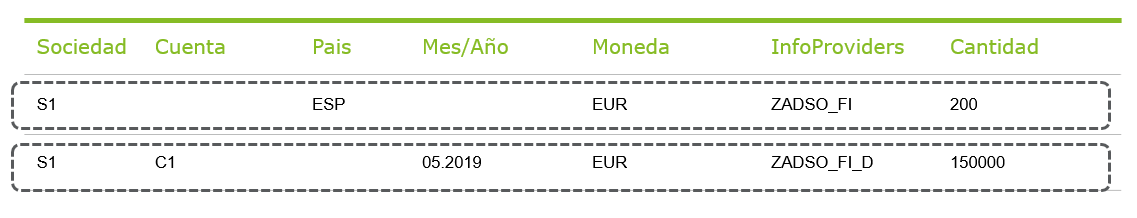 Sociedad Cuenta Pais Mes/Año Moneda InfoProviders Cantidad
S1 ESP EUR ZADSO_FI 200
S1 C1 05.2019 EUR ZADSO_FI_D 150000